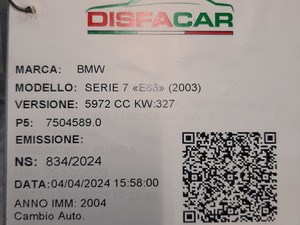 DISFACAR
MARCA: BMW
MODELLO: SERIE 7 «E66» (2003)
VERSIONE: 5972 CC KW:327
P5: 7504589.0
EMISSIONE:
NS: 834/2024
DATA:04/04/2024 15:58:00
ANNO IMM: 2004
Cambio Auto.